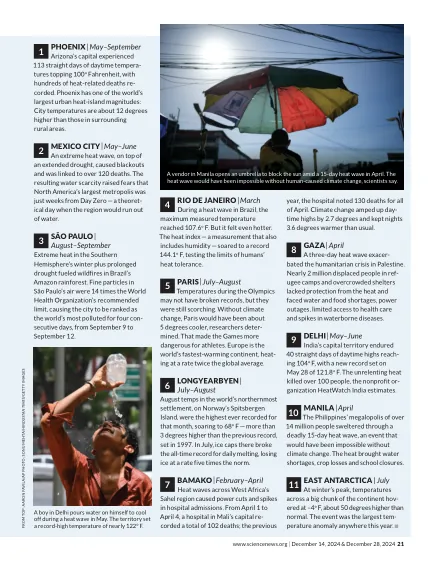 1 PHOENIX | May–September
Arizona's capital experienced
113 straight days of daytime tempera-
tures topping 100° Fahrenheit, with
hundreds of heat-related deaths re-
corded. Phoenix has one of the world's
largest urban heat-island magnitudes:
City temperatures are about 12 degrees
higher than those in surrounding
rural areas.
2 MEXICO CITY | May–June
An extreme heat wave, on top
of an extended drought, caused blackouts
and was linked to over 120 deaths. The
resulting water scarcity raised fears that
North America's largest metropolis was
just weeks from Day Zero — a theoret-
ical day when the region would run out
of water.
3 SÃO PAULO |
August–September
Extreme heat in the Southern
Hemisphere's winter plus prolonged
drought fueled wildfires in Brazil's
Amazon rainforest. Fine particles in
São Paulo's air were 14 times the World
Health Organization's recommended
limit, causing the city to be ranked as
the world's most polluted for four con-
secutive days, from September 9 to
September 12.
A boy in Delhi pours water on himself to cool
off during a heat wave in May. The territory set
a record-high temperature of nearly 122° F.
A vendor in Manila opens an umbrella to block the sun amid a 15-day heat wave in April. The
heat wave would have been impossible without human-caused climate change, scientists say.
4 RIO DE JANEIRO | March
During a heat wave in Brazil, the
maximum measured temperature
reached 107.6° F. But it felt even hotter.
The heat index — a measurement that also
includes humidity — soared to a record
144.1° F, testing the limits of humans'
heat tolerance.
5 PARIS | July–August
Temperatures during the Olympics
may not have broken records, but they
were still scorching. Without climate
change, Paris would have been about
5 degrees cooler, researchers deter-
mined. That made the Games more
dangerous for athletes. Europe is the
world's fastest-warming continent, heat-
ing at a rate twice the global average.
6 LONGYEARBYEN |
July–August
August temps in the world's northernmost
settlement, on Norway's Spitsbergen
Island, were the highest ever recorded for
that month, soaring to 68° F — more than
3 degrees higher than the previous record,
set in 1997. In July, ice caps there broke
the all-time record for daily melting, losing
ice at a rate five times the norm.
7 BAMAKO | February–April
Heat waves across West Africa's
Sahel region caused power cuts and spikes
in hospital admissions. From April 1 to
April 4, a hospital in Mali's capital re-
corded a total of 102 deaths; the previous
year, the hospital noted 130 deaths for all
of April. Climate change amped up day-
time highs by 2.7 degrees and kept nights
3.6 degrees warmer than usual.
8 GAZA | April
A three-day heat wave exacer-
bated the humanitarian crisis in Palestine.
Nearly 2 million displaced people in ref-
ugee camps and overcrowded shelters
lacked protection from the heat and
faced water and food shortages, power
outages, limited access to health care
and spikes in waterborne diseases.
9 DELHI | May–June
India's capital territory endured
40 straight days of daytime highs reach-
ing 104° F, with a new record set on
May 28 of 121.8° F. The unrelenting heat
killed over 100 people, the nonprofit or-
ganization HeatWatch India estimates.
10 MANILA | April
The Philippines' megalopolis of over
14 million people sweltered through a
deadly 15-day heat wave, an event that
would have been impossible without
climate change. The heat brought water
shortages, crop losses and school closures.
11 EAST ANTARCTICA | July
At winter's peak, temperatures
across a big chunk of the continent hov-
ered at –4° F, about 50 degrees higher than
normal. The event was the largest tem-
perature anomaly anywhere this year.
www.sciencenews.org | December 14, 2024 & December 28, 2024 21